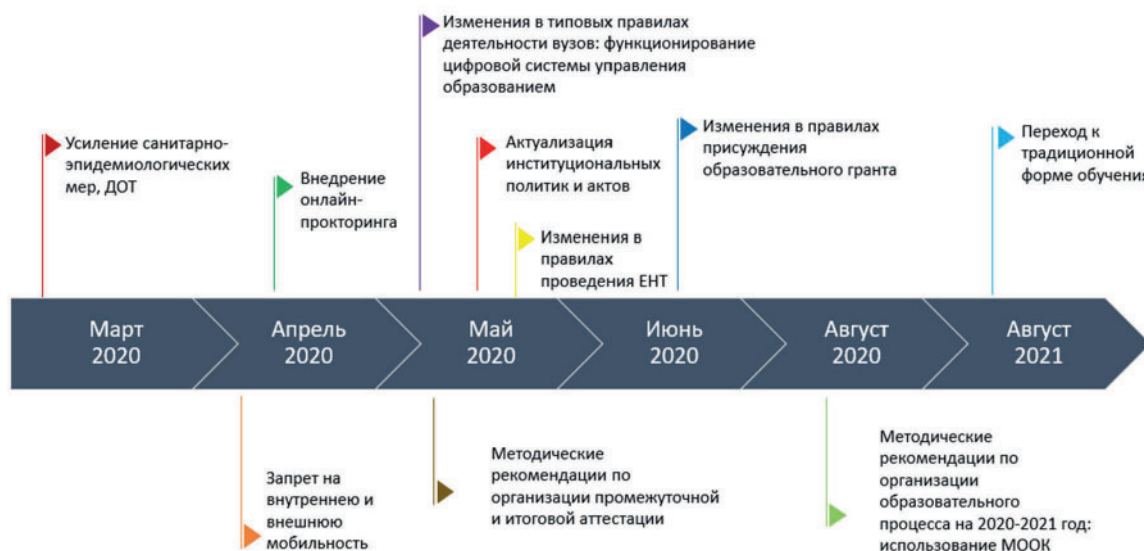 Изменения в типовых правилах
деятельности вузов: функционирование
цифровой системы управления
образованием
Усиление санитарно-
эпидемиологических
мер, ДОТ
Внедрение
онлайн-
прокторинга
Актуализация
институциональных
политик и актов
Изменения в
правилах
проведения ЕНТ
Изменения в правилах
присуждения
образовательного гранта
Переход к
традиционной
форме обучения
Март
2020
Апрель
2020
Май
2020
Июнь
2020
Август
2020
Август
2021
Запрет на
внутреннею и
внешнюю
мобильность
Методические
рекомендации по
организации промежуточной
и итоговой аттестации
Методические
рекомендации по
организации
образовательного
процесса на 2020-2021 год:
использование МООК